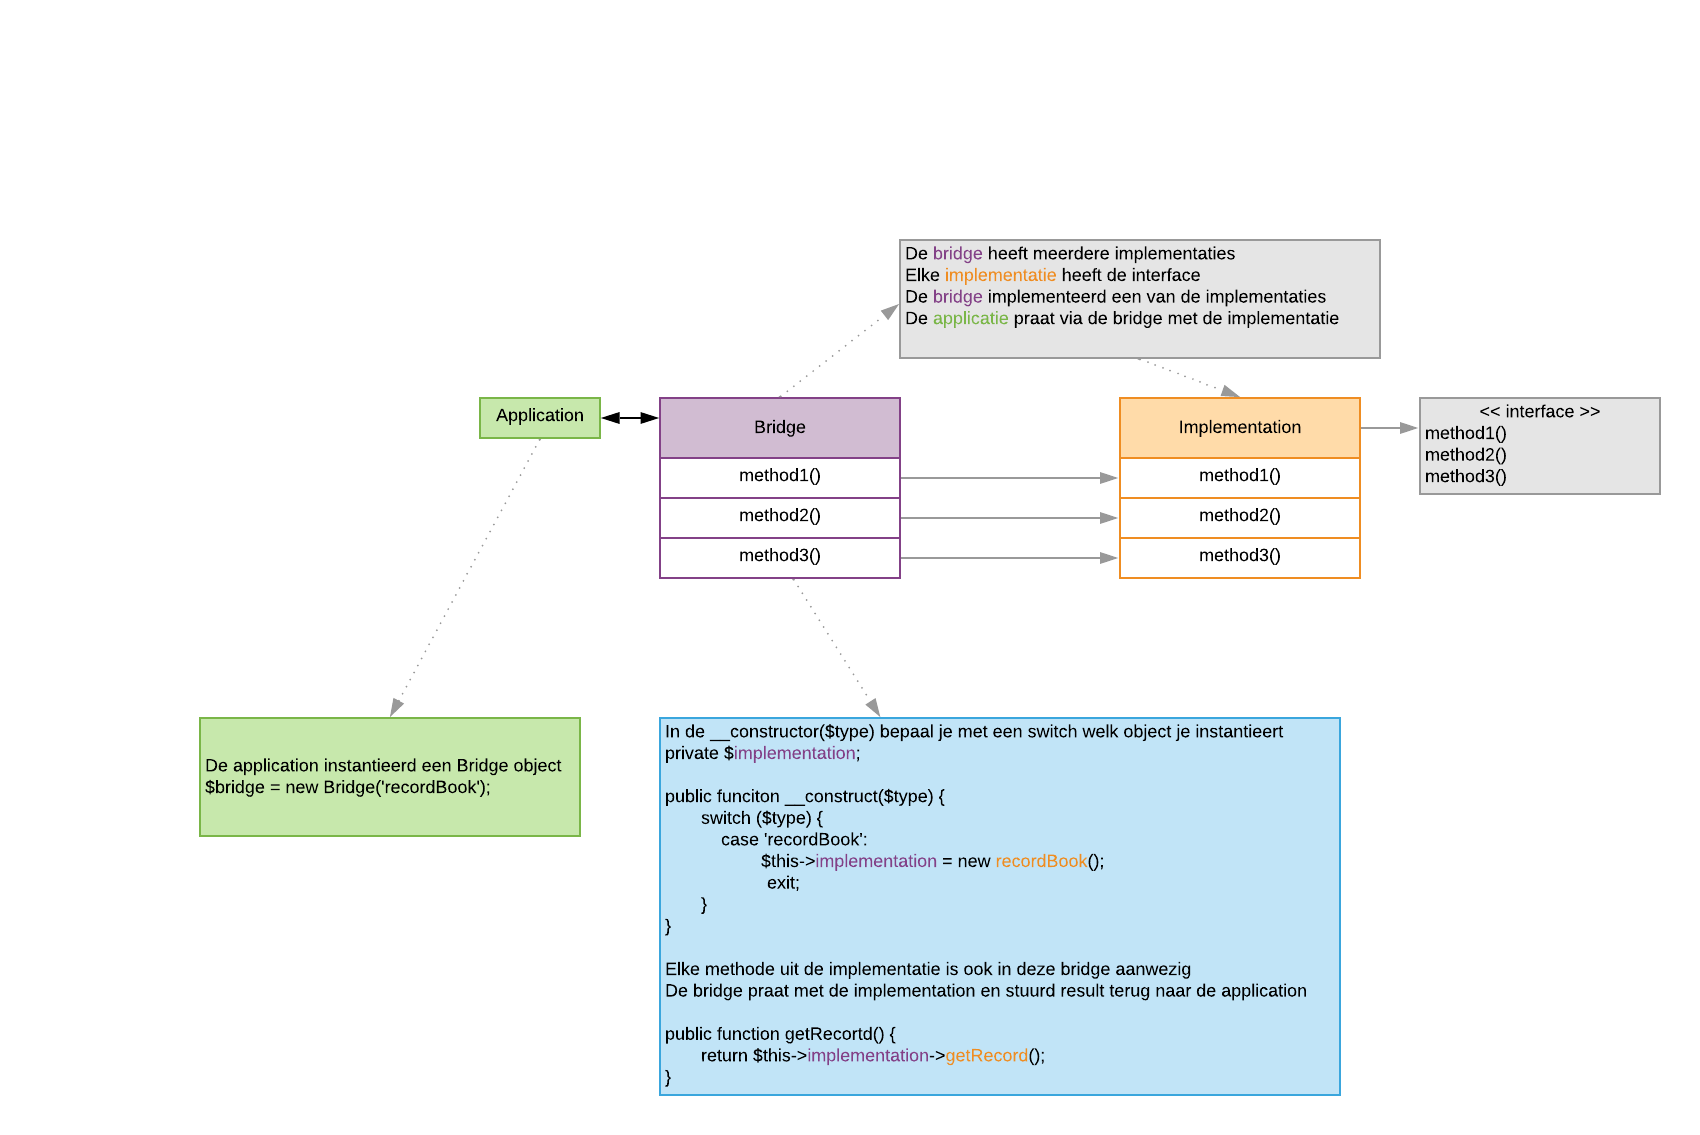 De bridge heeft meerdere implementaties
Elke implementatie heeft de interface
De bridge implementeerd een van de implementaties
De applicatie praat via de bridge met de implementatie
Application
Bridge
method1()
method2()
method3()
Implementation
method1()
method2()
method3()
<< interface >>
method1()
method2()
method3()
De application instantieerd een Bridge object
$bridge = new Bridge('recordBook');
In de __constructor($type) bepaal je met een switch welk object je instantieert
private $implementation;
public funciton __construct($type) {
switch ($type) {
case 'recordBook':
$this->implementation = new recordBook();
exit;
}
}
Elke methode uit de implementatie is ook in deze bridge aanwezig
De bridge praat met de implementation en stuurd result terug naar de application
public function getRecortd() {
return $this->implementation->getRecord();
}